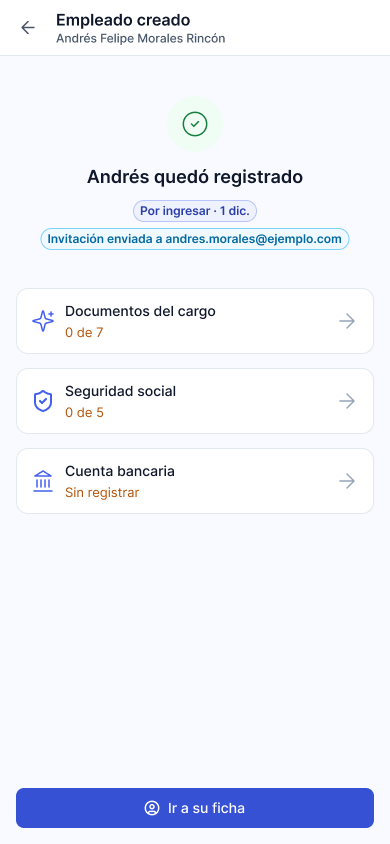 Empleado creado
Andrés Felipe Morales Rincón
Andrés quedó registrado
Por ingresar · 1 dic.
Invitación enviada a andres.morales@ejemplo.com
Documentos del cargo
0 de 7
Seguridad social
0 de 5
Cuenta bancaria
Sin registrar
Ir a su ficha